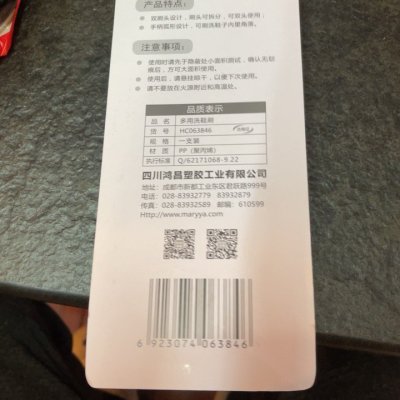 产品特点：
双刷头设计，刷头可拆分，可双头使用；
手柄弧形设计，可刷洗鞋子内里角落。
注意事项：
使用时请先于隐蔽处小面积测试，确认无划
痕后，方可大面积使用。
使用后，请悬挂晾干，以便下次使用。
请勿放在火源附近和高温处。
品质表示
品 名 多用洗鞋刷
货 号 HC063846
规 格 一支装
材 质 PP（聚丙烯）
执行标准 Q/62171068-9.22
四川鸿昌塑胶工业有限公司
地址：成都市新都工业东区君跃路999号
电话：028-83932779 83932879
传真：028-83932589 邮编：610599
Http://www.maryya.com
6 923074 063846